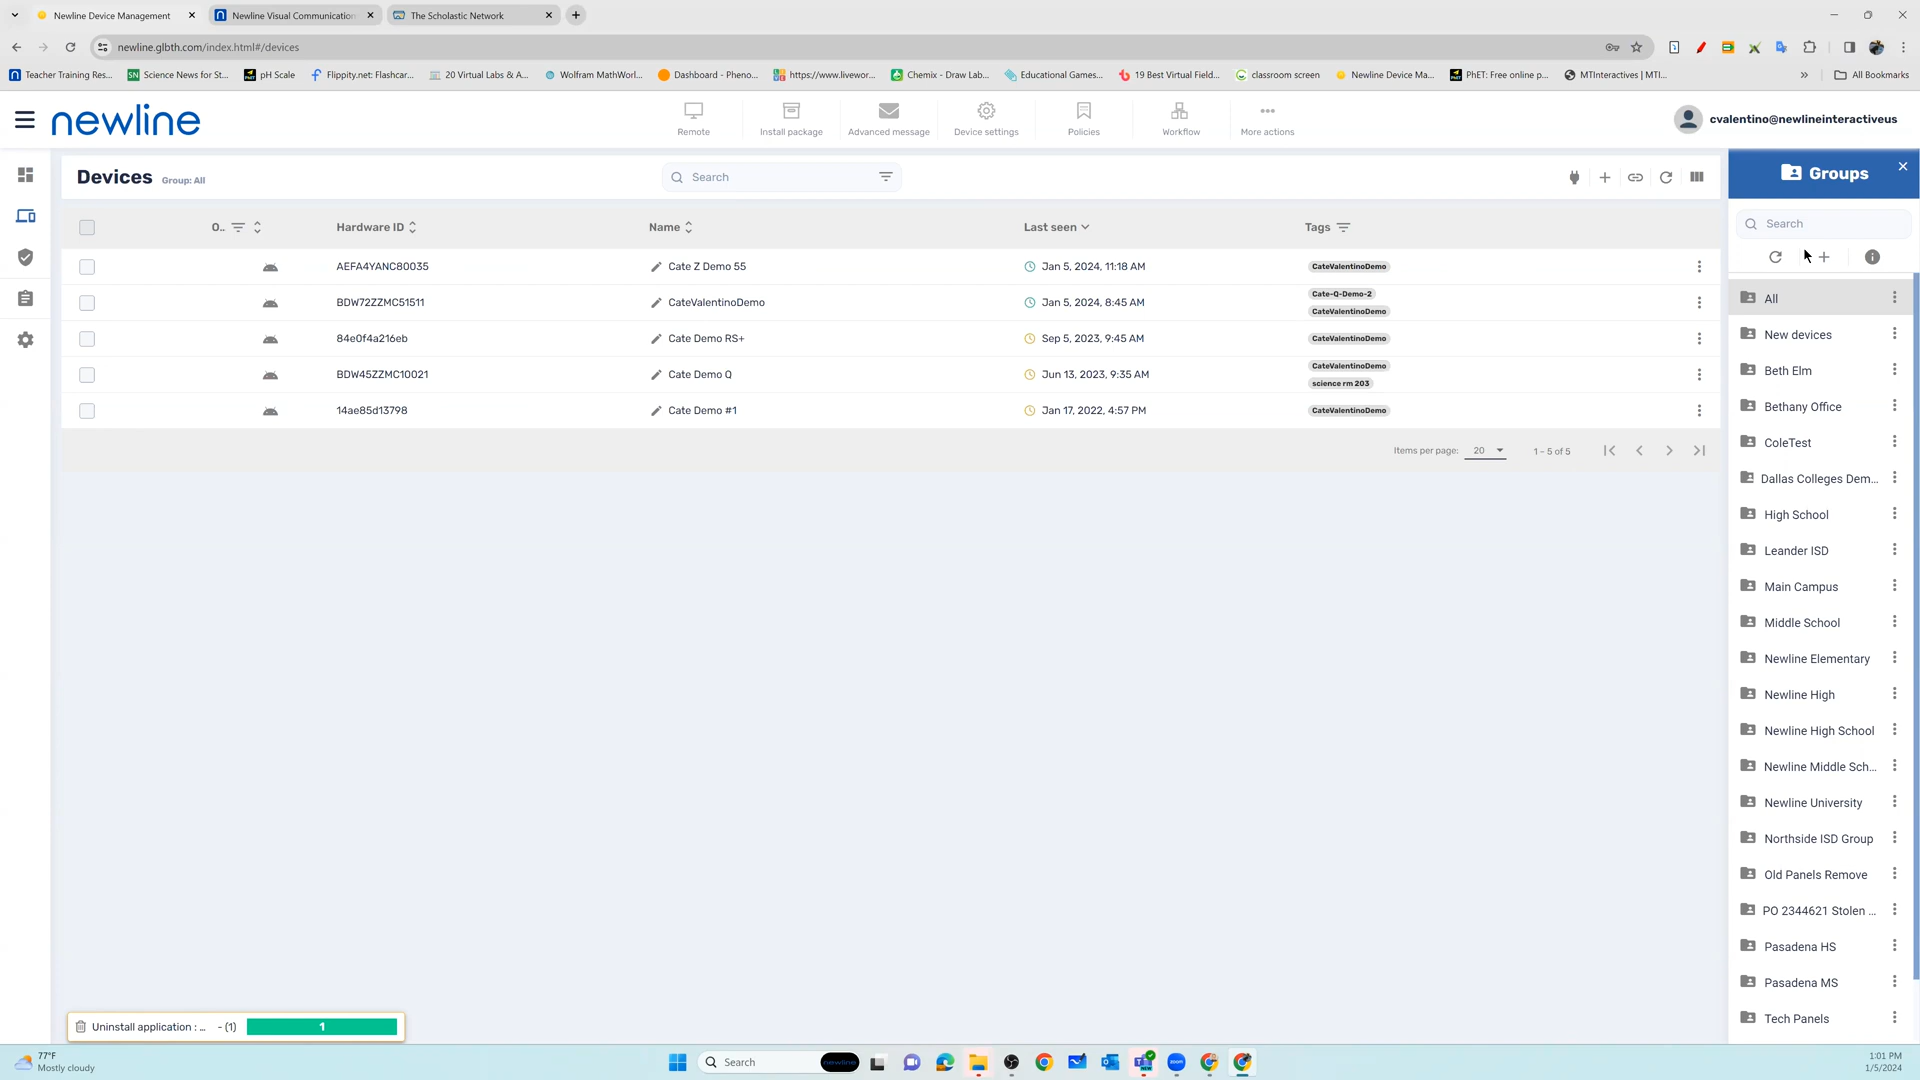 Newline Device Management
Newline Visual Communication
The Scholastic Network
newline.glbth.com/index.html#/devices
Teacher Training Res...
Science News for St...
pH Scale
Flippity.net: Flashcar...
20 Virtual Labs & A...
Wolfram MathWorl...
Dashboard - Pheno...
https://www.livewor...
Chemix - Draw Lab...
Educational Games...
19 Best Virtual Field...
classroom screen
Newline Device Ma...
PhET: Free online p...
MTInteractives | MTI...
All Bookmarks
newline
Remote
Install package
Advanced message
Device settings
Policies
Workflow
More actions
cvalentino@newlineinteractiveus
Devices Group: All
Search
Groups
Search
O.. Hardware ID Name Last seen Tags
AEFA4YANC80035 Cate Z Demo 55 Jan 5, 2024, 11:18 AM CateValentinoDemo
BDW72ZZMC51511 CateValentinoDemo Jan 5, 2024, 8:45 AM Cate-Q-Demo-2
CateValentinoDemo
84e0f4a216eb Cate Demo RS+ Sep 5, 2023, 9:45 AM CateValentinoDemo
BDW45ZZMC10021 Cate Demo Q Jun 13, 2023, 9:35 AM CateValentinoDemo
science rm 203
14ae85d13798 Cate Demo #1 Jan 17, 2022, 4:57 PM CateValentinoDemo
Items per page: 20 1 – 5 of 5
All
New devices
Beth Elm
Bethany Office
ColeTest
Dallas Colleges Dem...
High School
Leander ISD
Main Campus
Middle School
Newline Elementary
Newline High
Newline High School
Newline Middle Sch...
Newline University
Northside ISD Group
Old Panels Remove
PO 2344621 Stolen ...
Pasadena HS
Pasadena MS
Tech Panels
Uninstall application : ... - (1) 1
77°F
Mostly cloudy
Search
newline
NEW
zoom
1:01 PM
1/5/2024